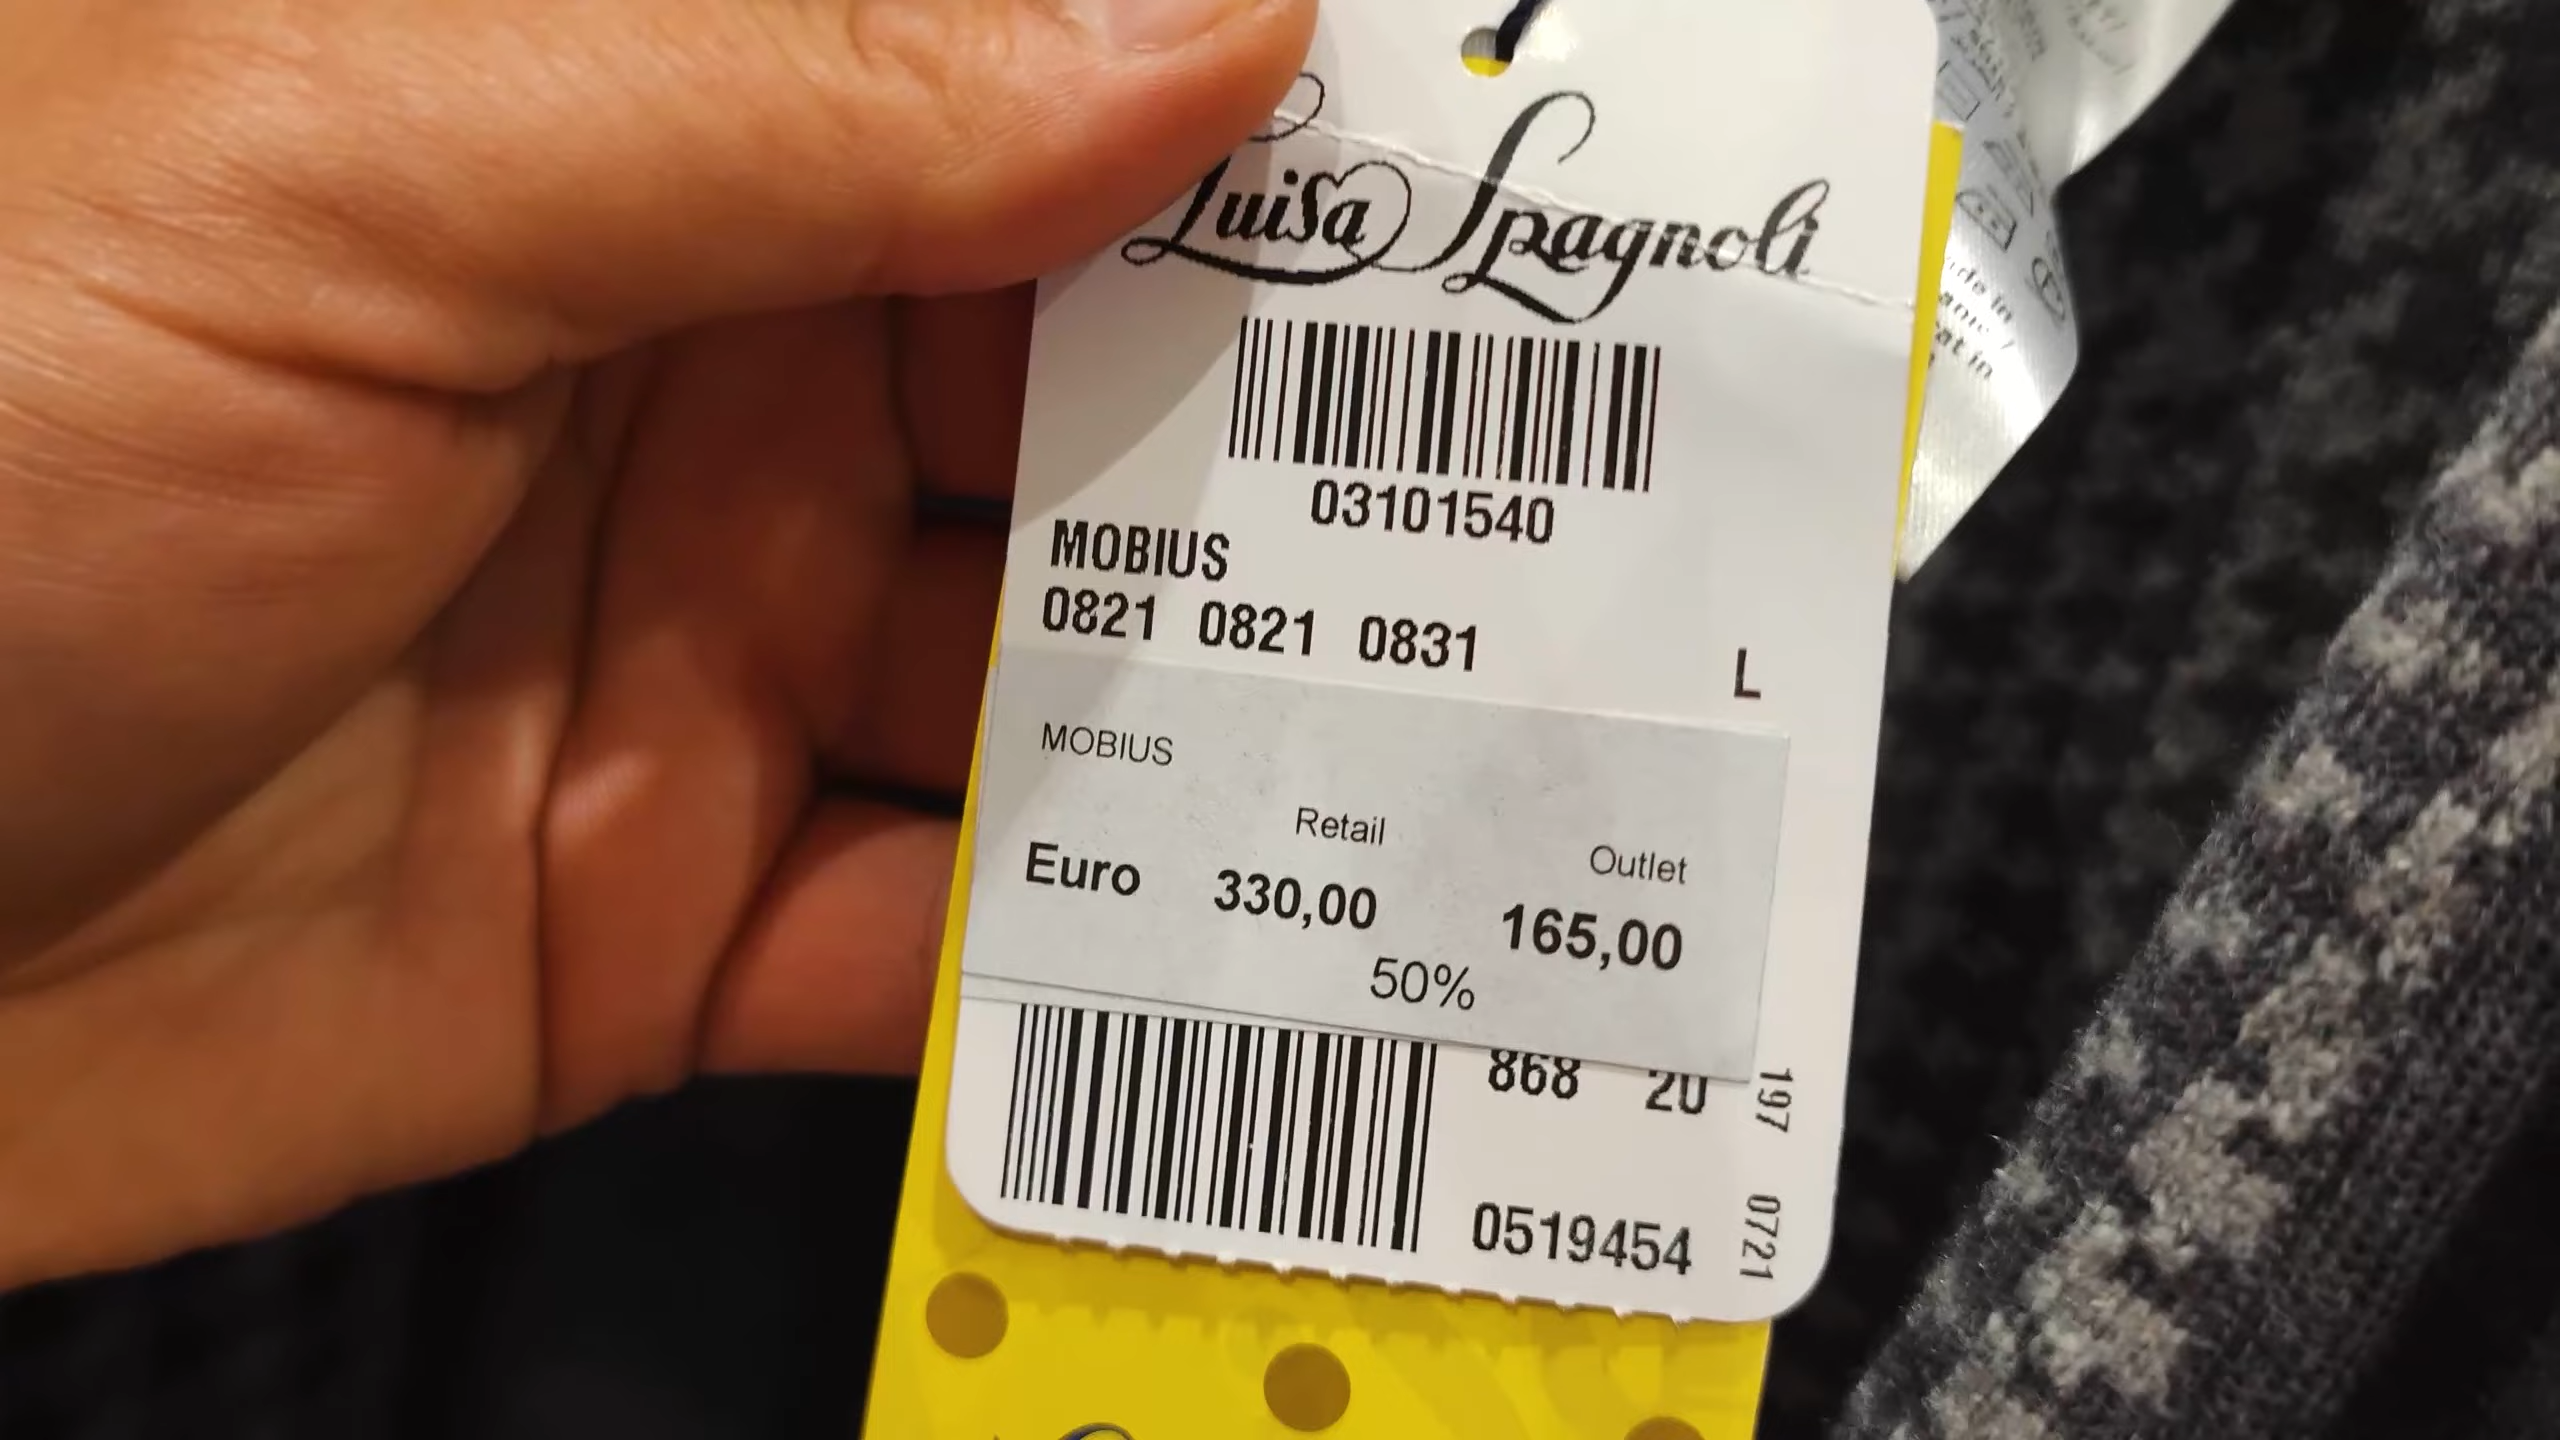 Luisa Spagnoli
03101540
MOBIUS
0821 0821 0831 L
MOBIUS
Retail Outlet
Euro 330,00 165,00
50%
868 20
0519454
197 0721